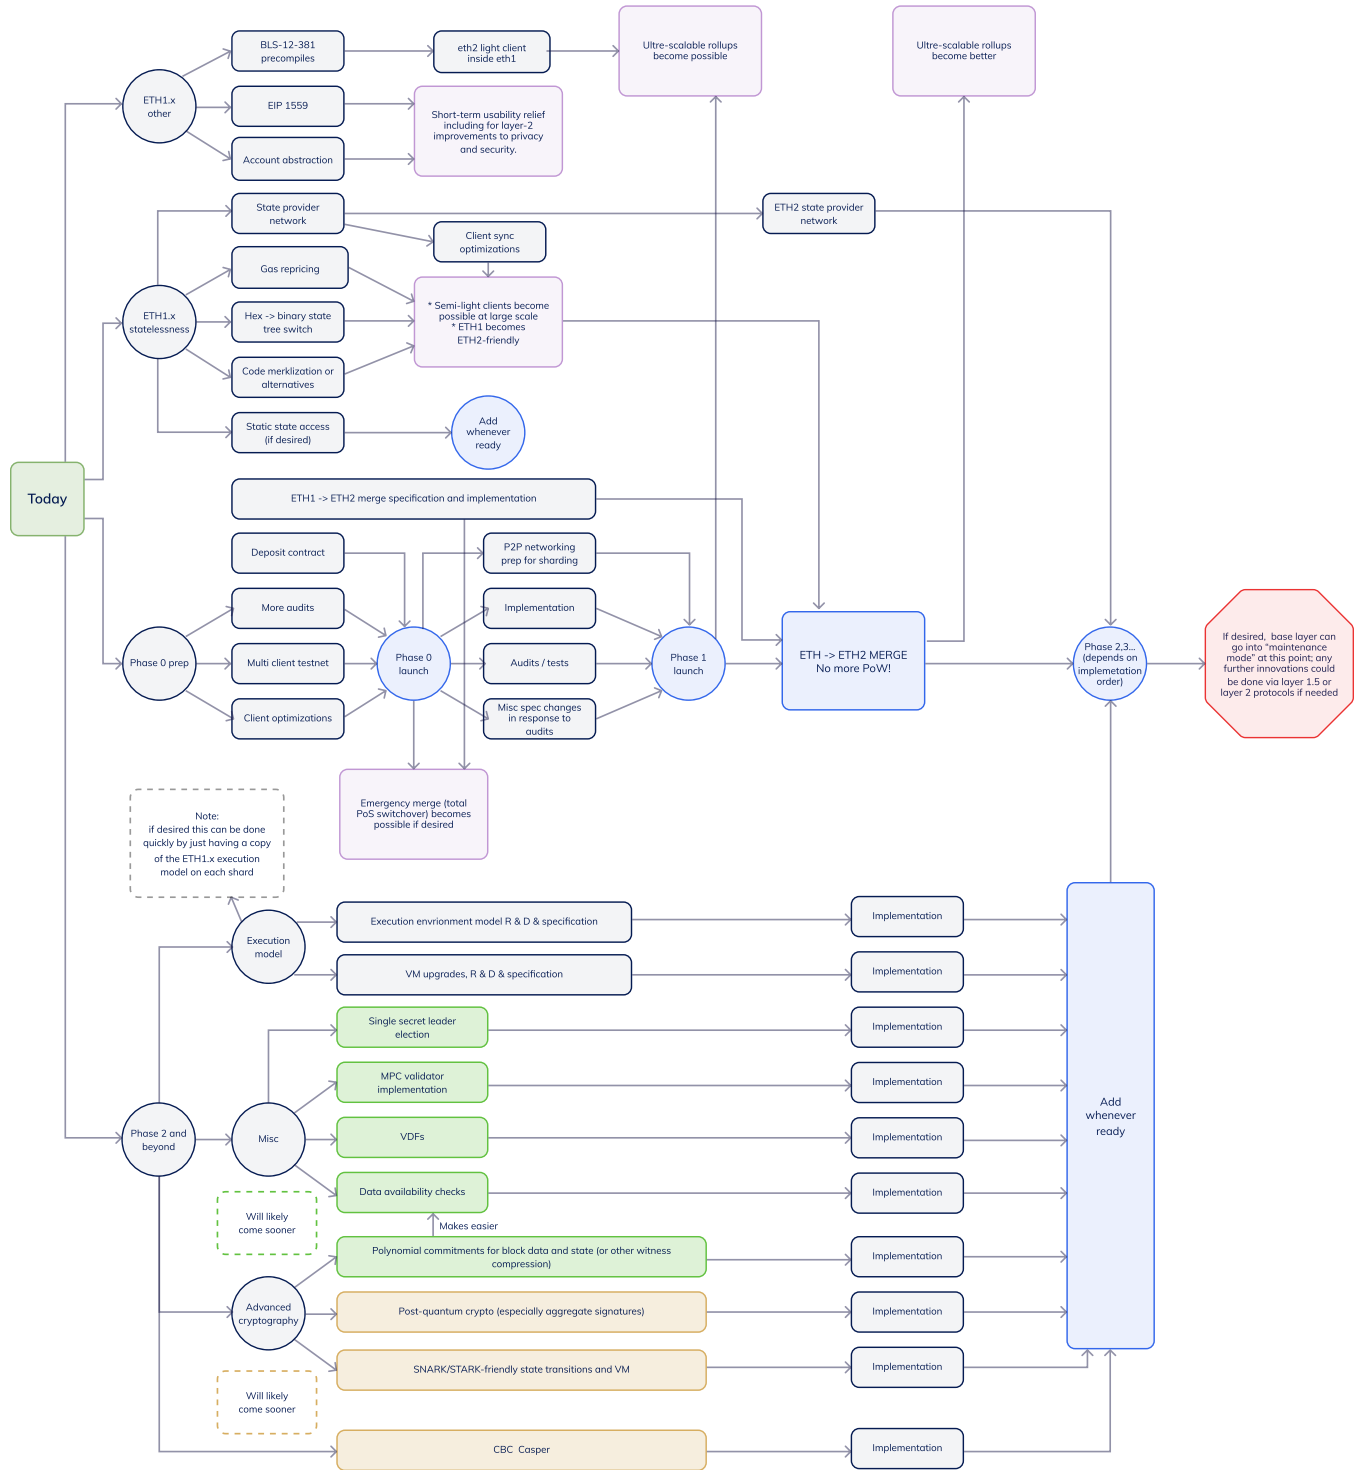 BLS-12-381
precompiles
eth2 light client
inside eth1
Ultre-scalable rollups
become possible
Ultre-scalable rollups
become better
ETH1.x
other
EIP 1559
Account abstraction
Short-term usability relief
including for layer-2
improvements to privacy
and security.
State provider
network
ETH2 state provider
network
Client sync
optimizations
Gas repricing
ETH1.x
statelessness
Hex -> binary state
tree switch
* Semi-light clients become
possible at large scale
* ETH1 becomes
ETH2-friendly
Code merklization or
alternatives
Static state access
(if desired)
Add
whenever
ready
Today
ETH1 -> ETH2 merge specification and implementation
Deposit contract
P2P networking
prep for sharding
More audits
Implementation
Phase 0 prep
Multi client testnet
Phase 0
launch
Audits / tests
Phase 1
launch
ETH -> ETH2 MERGE
No more PoW!
Phase 2,3...
(depends on
implemetation
order)
If desired,  base layer can
go into "maintenance
mode" at this point; any
further innovations could
be done via layer 1.5 or
layer 2 protocols if needed
Client optimizations
Misc spec changes
in response to
audits
Emergency merge (total
PoS switchover) becomes
possible if desired
Note:
if desired this can be done
quickly by just having a copy
of the ETH1.x execution
model on each shard
Execution
model
Execution envrionment model R & D & specification
Implementation
VM upgrades, R & D & specification
Implementation
Single secret leader
election
Implementation
MPC validator
implementation
Implementation
Add
whenever
ready
Phase 2 and
beyond
Misc
VDFs
Implementation
Data availability checks
Implementation
Will likely
come sooner
Makes easier
Polynomial commitments for block data and state (or other witness
compression)
Implementation
Advanced
cryptography
Post-quantum crypto (especially aggregate signatures)
Implementation
SNARK/STARK-friendly state transitions and VM
Implementation
Will likely
come sooner
CBC  Casper
Implementation